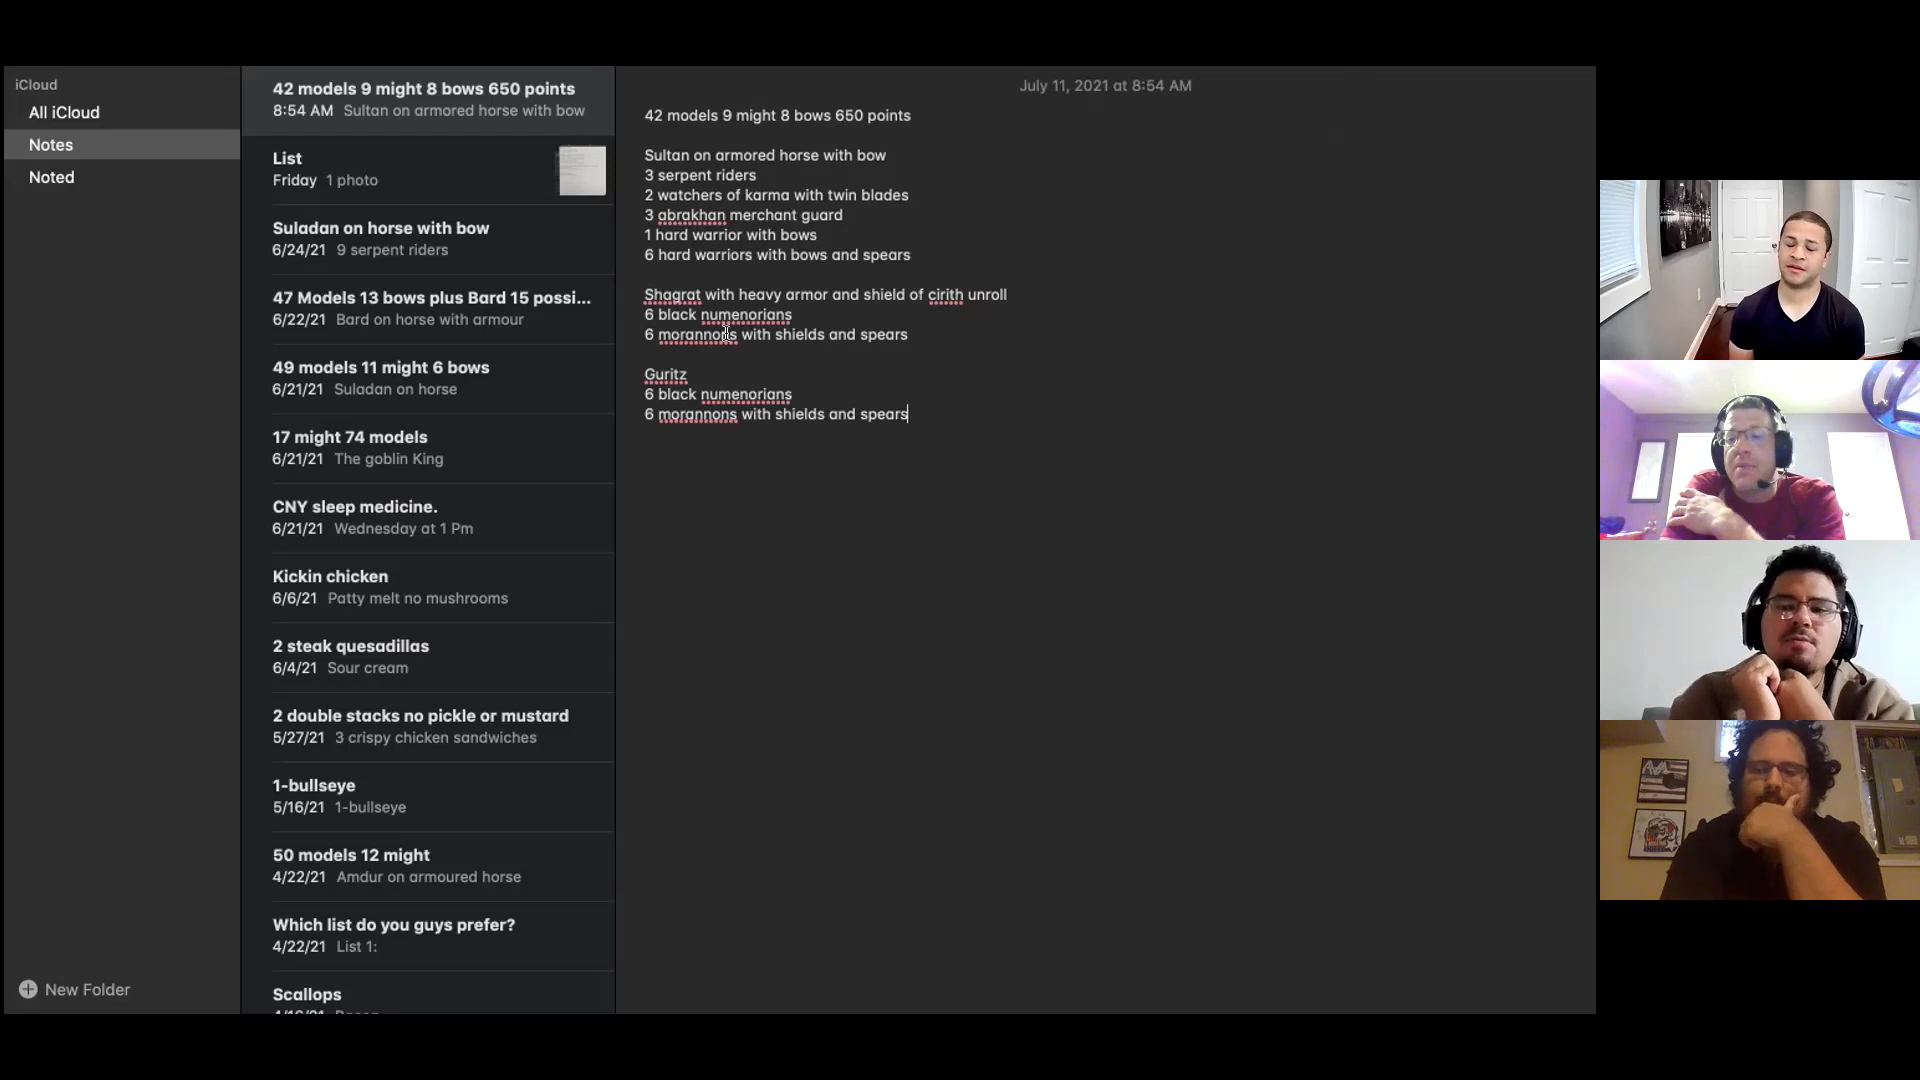 iCloud
All iCloud
Notes
Noted
New Folder
42 models 9 might 8 bows 650 points
8:54 AM Sultan on armored horse with bow
List
Friday 1 photo
Suladan on horse with bow
6/24/21 9 serpent riders
47 Models 13 bows plus Bard 15 possi...
6/22/21 Bard on horse with armour
49 models 11 might 6 bows
6/21/21 Suladan on horse
17 might 74 models
6/21/21 The goblin King
CNY sleep medicine.
6/21/21 Wednesday at 1 Pm
Kickin chicken
6/6/21 Patty melt no mushrooms
2 steak quesadillas
6/4/21 Sour cream
2 double stacks no pickle or mustard
5/27/21 3 crispy chicken sandwiches
1-bullseye
5/16/21 1-bullseye
50 models 12 might
4/22/21 Amdur on armoured horse
Which list do you guys prefer?
4/22/21 List 1:
Scallops
July 11, 2021 at 8:54 AM
42 models 9 might 8 bows 650 points
Sultan on armored horse with bow
3 serpent riders
2 watchers of karma with twin blades
3 abrakhan merchant guard
1 hard warrior with bows
6 hard warriors with bows and spears
Shagrat with heavy armor and shield of cirith unroll
6 black numenorians
6 morannons with shields and spears
Guritz
6 black numenorians
6 morannons with shields and spears